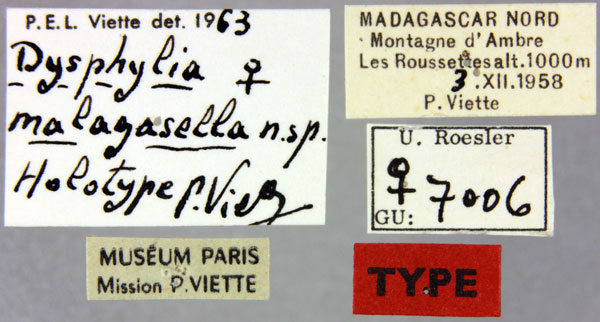 P.E.L. Viette det. 1963
Dysphylia ♀
malagasella n.sp.
Holotype P. Viette
MADAGASCAR NORD
Montagne d'Ambre
Les Roussettes alt. 1000m
3.XII.1958
P. Viette
U. Roesler
♀
GU: 7006
MUSÉUM PARIS
Mission P.VIETTE
TYPE